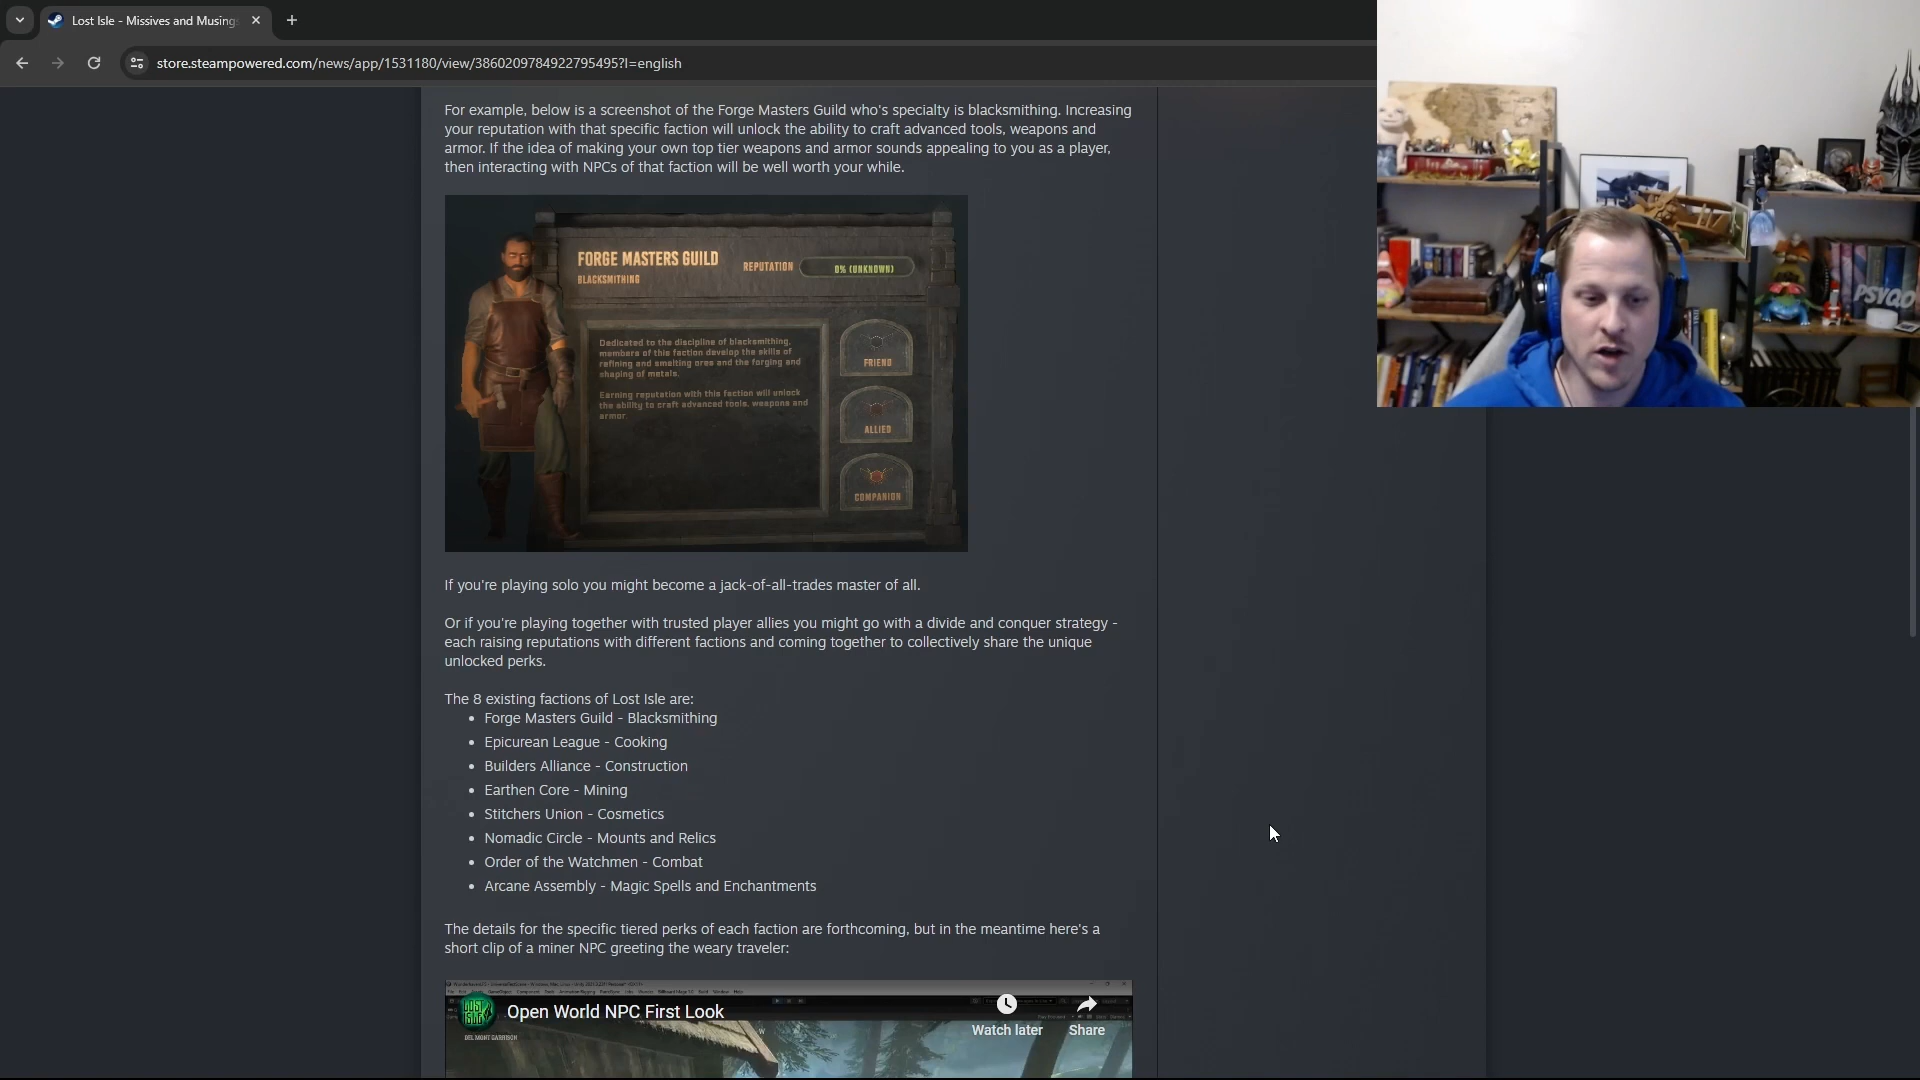 Lost Isle - Missives and Musing
store.steampowered.com/news/app/1531180/view/3860209784922795495?l=english
For example, below is a screenshot of the Forge Masters Guild who's specialty is blacksmithing. Increasing
your reputation with that specific faction will unlock the ability to craft advanced tools, weapons and
armor. If the idea of making your own top tier weapons and armor sounds appealing to you as a player,
then interacting with NPCs of that faction will be well worth your while.
FORGE MASTERS GUILD
REPUTATION
0% (UNKNOWN)
BLACKSMITHING
Dedicated to the discipline of blacksmithing,
members of this faction develop the skills of
refining and smelting ores and the forging and
shaping of metals.
Earning reputation with this faction will unlock
the ability to craft advanced tools, weapons and
armor.
FRIEND
ALLIED
COMPANION
If you're playing solo you might become a jack-of-all-trades master of all.
Or if you're playing together with trusted player allies you might go with a divide and conquer strategy -
each raising reputations with different factions and coming together to collectively share the unique
unlocked perks.
The 8 existing factions of Lost Isle are:
• Forge Masters Guild - Blacksmithing
• Epicurean League - Cooking
• Builders Alliance - Construction
• Earthen Core - Mining
• Stitchers Union - Cosmetics
• Nomadic Circle - Mounts and Relics
• Order of the Watchmen - Combat
• Arcane Assembly - Magic Spells and Enchantments
The details for the specific tiered perks of each faction are forthcoming, but in the meantime here's a
short clip of a miner NPC greeting the weary traveler:
LOST ISLE
Open World NPC First Look
Watch later
Share
DEL MONT GARRISON
PSYOP